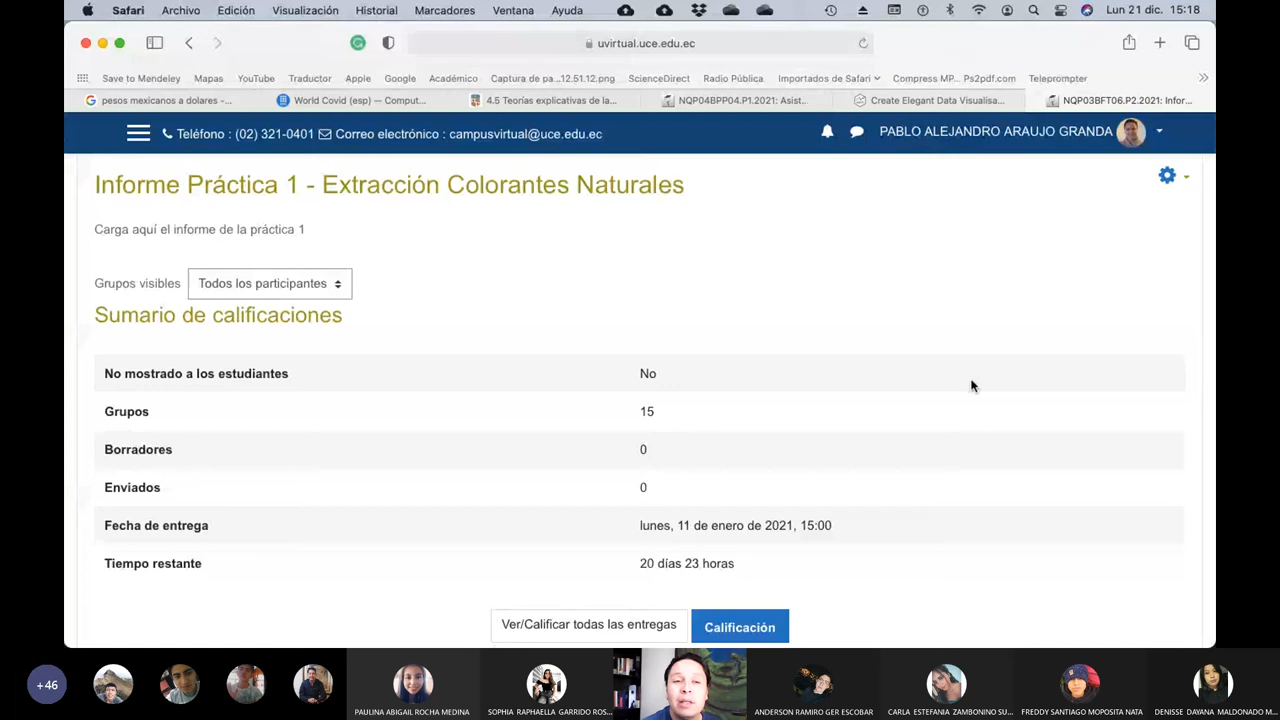 Safari Archivo Edición Visualización Historial Marcadores Ventana Ayuda Lun 21 dic. 15:18
uvirtual.uce.edu.ec
Save to Mendeley Mapas YouTube Traductor Apple Google Académico Captura de pa...12.51.12.png ScienceDirect Radio Pública Importados de Safari Compress MP... Ps2pdf.com Teleprompter
pesos mexicanos a dolares -... World Covid (esp) — Comput... 4.5 Teorías explicativas de la... NQP04BPP04.P1.2021: Asist... Create Elegant Data Visualisa... NQP03BFT06.P2.2021: Infor...
Teléfono : (02) 321-0401 Correo electrónico : campusvirtual@uce.edu.ec PABLO ALEJANDRO ARAUJO GRANDA
Informe Práctica 1 - Extracción Colorantes Naturales
Carga aquí el informe de la práctica 1
Grupos visibles Todos los participantes
Sumario de calificaciones
No mostrado a los estudiantes No
Grupos 15
Borradores 0
Enviados 0
Fecha de entrega lunes, 11 de enero de 2021, 15:00
Tiempo restante 20 días 23 horas
Ver/Calificar todas las entregas Calificación
+46
PAULINA ABIGAIL ROCHA MEDINA SOPHIA RAPHAELLA GARRIDO ROS... ANDERSON RAMIRO GER ESCOBAR CARLA ESTEFANIA ZAMBONINO SU... FREDDY SANTIAGO MOPOSITA NATA DENISSE DAYANA MALDONADO M...